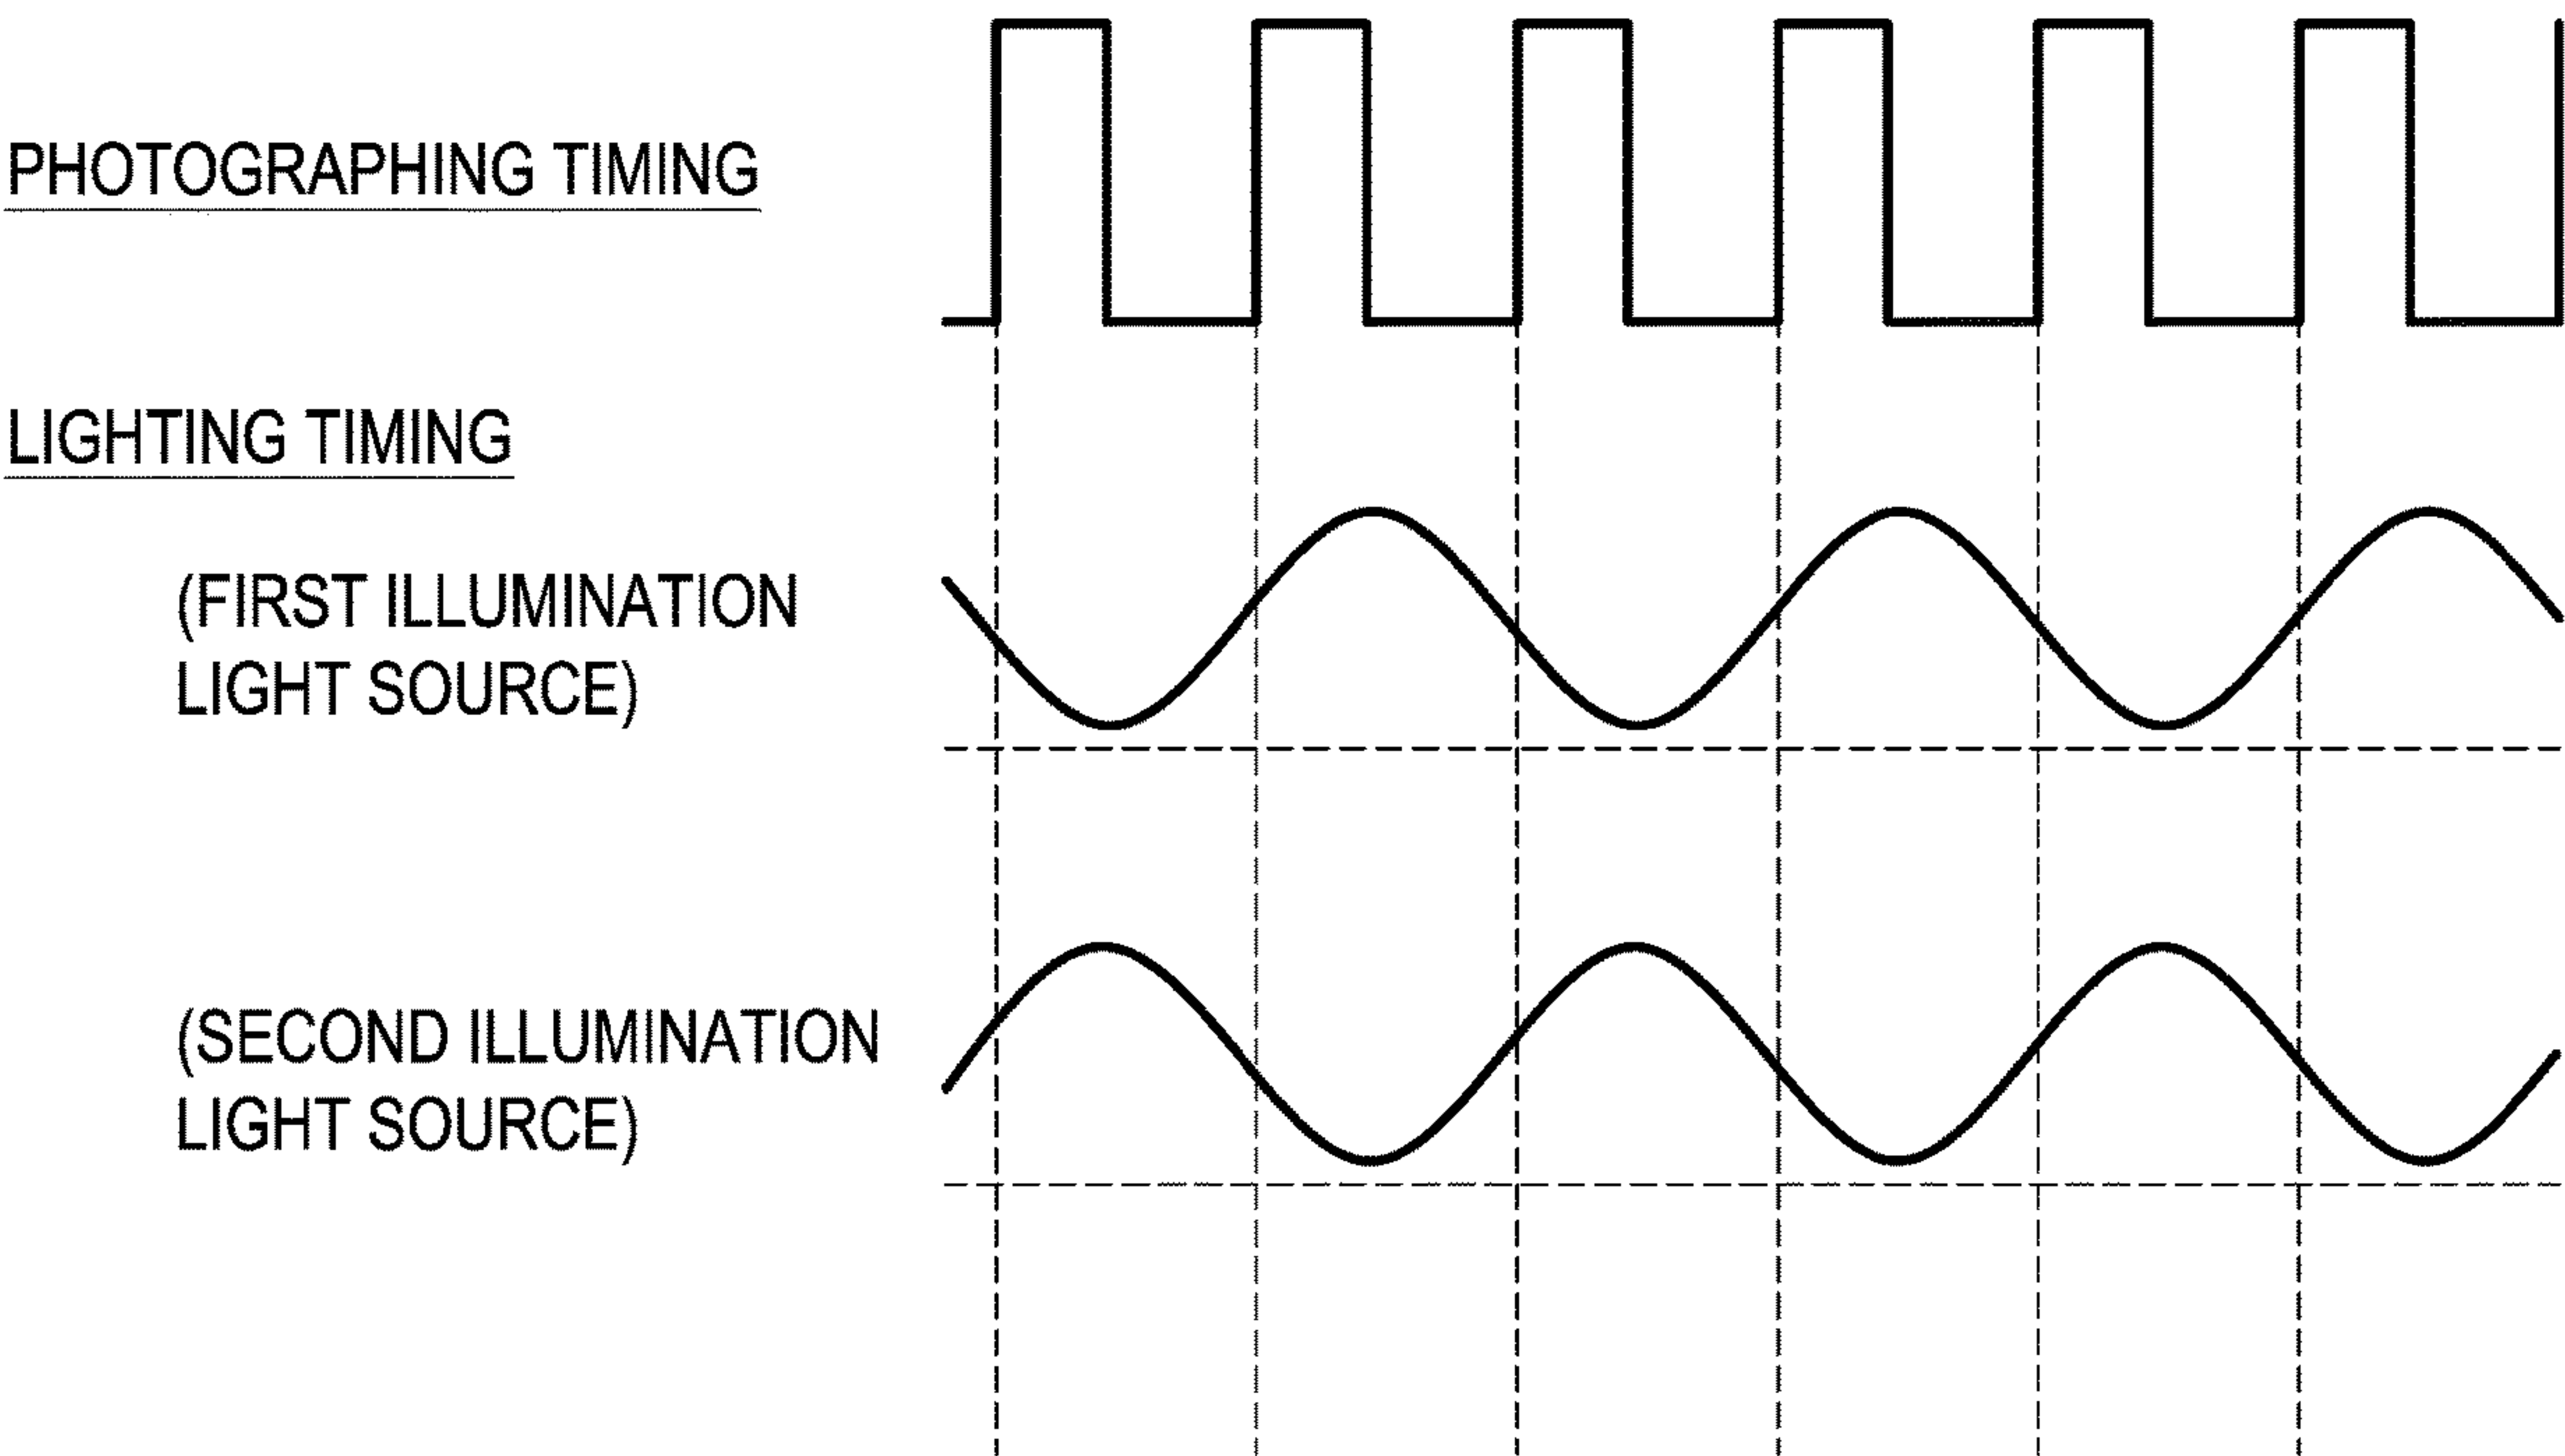 PHOTOGRAPHING TIMING
LIGHTING TIMING
(FIRST ILLUMINATION
LIGHT SOURCE)
(SECOND ILLUMINATION
LIGHT SOURCE)